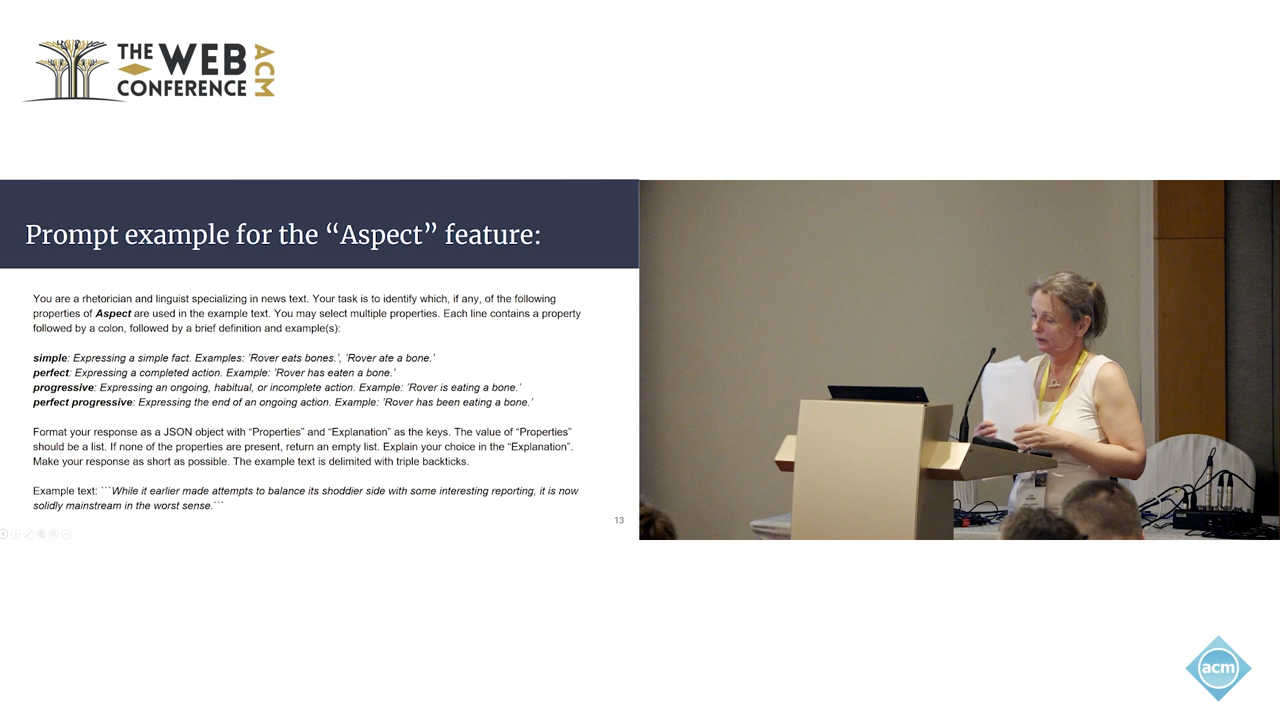 THE WEB
CONFERENCE
ACM
Prompt example for the “Aspect” feature:
You are a rhetorician and linguist specializing in news text. Your task is to identify which, if any, of the following
properties of Aspect are used in the example text. You may select multiple properties. Each line contains a property
followed by a colon, followed by a brief definition and example(s):
simple: Expressing a simple fact. Examples: 'Rover eats bones.', 'Rover ate a bone.'
perfect: Expressing a completed action. Example: 'Rover has eaten a bone.'
progressive: Expressing an ongoing, habitual, or incomplete action. Example: 'Rover is eating a bone.'
perfect progressive: Expressing the end of an ongoing action. Example: 'Rover has been eating a bone.'
Format your response as a JSON object with “Properties” and “Explanation” as the keys. The value of “Properties”
should be a list. If none of the properties are present, return an empty list. Explain your choice in the “Explanation”.
Make your response as short as possible. The example text is delimited with triple backticks.
Example text: ```While it earlier made attempts to balance its shoddier side with some interesting reporting, it is now
solidly mainstream in the worst sense.```
13
acm